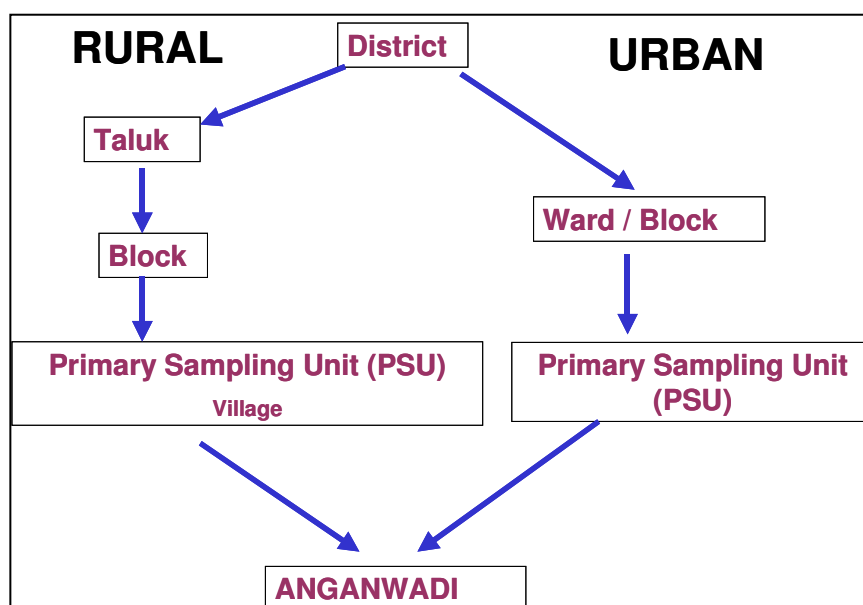 RURAL
District
URBAN
Taluk
Ward / Block
Block
Primary Sampling Unit (PSU)
Village
Primary Sampling Unit
(PSU)
ANGANWADI